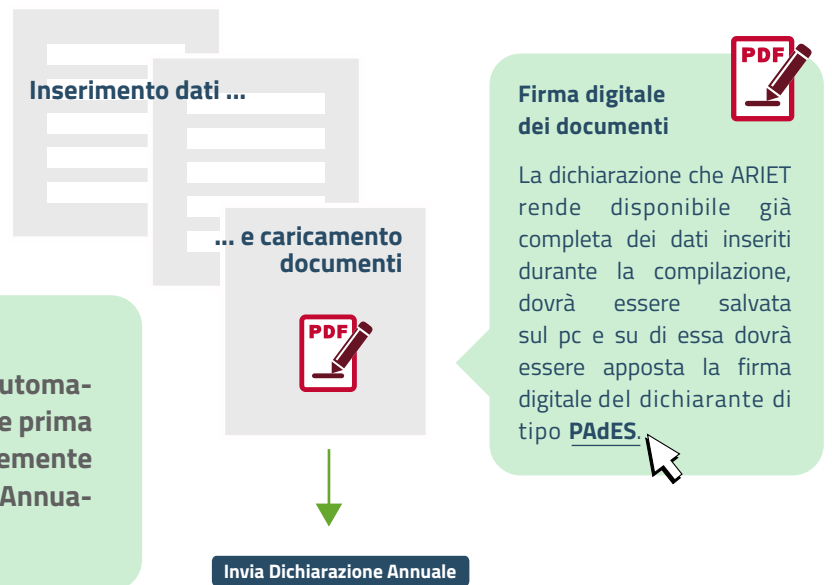 Inserimento dati ...
... e caricamento
documenti
PDF
Invia Dichiarazione Annuale
PDF
Firma digitale
dei documenti
La dichiarazione che ARIET
rende disponibile già
completa dei dati inseriti
durante la compilazione,
dovrà essere salvata
sul pc e su di essa dovrà
essere apposta la firma
digitale del dichiarante di
tipo PAdES.
utoma-
e prima
emente
Annua-